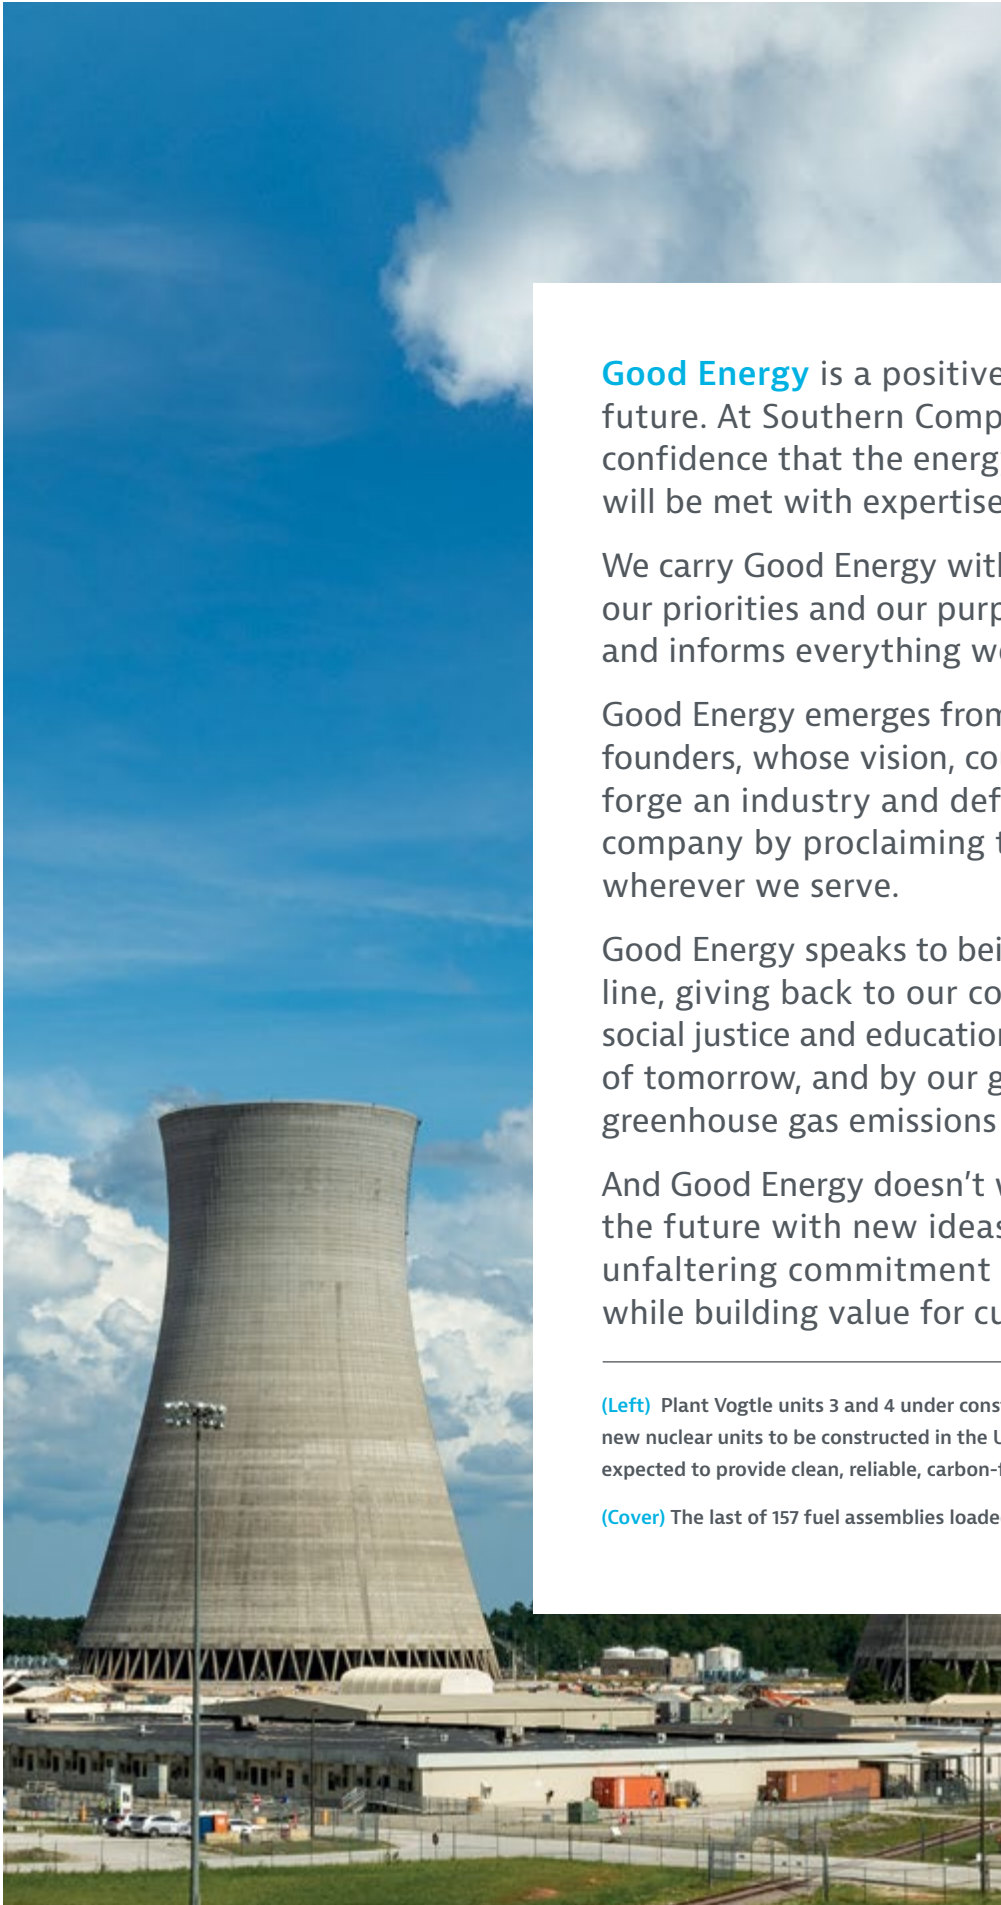 Good Energy is a positive
future. At Southern Comp
confidence that the energ
will be met with expertise
We carry Good Energy with
our priorities and our purp
and informs everything we
Good Energy emerges from
founders, whose vision, co
forge an industry and def
company by proclaiming t
wherever we serve.
Good Energy speaks to bei
line, giving back to our co
social justice and education
of tomorrow, and by our g
greenhouse gas emissions
And Good Energy doesn’t w
the future with new ideas
unfaltering commitment
while building value for cu
(Left) Plant Vogtle units 3 and 4 under cons
new nuclear units to be constructed in the U
expected to provide clean, reliable, carbon-f
(Cover) The last of 157 fuel assemblies loade